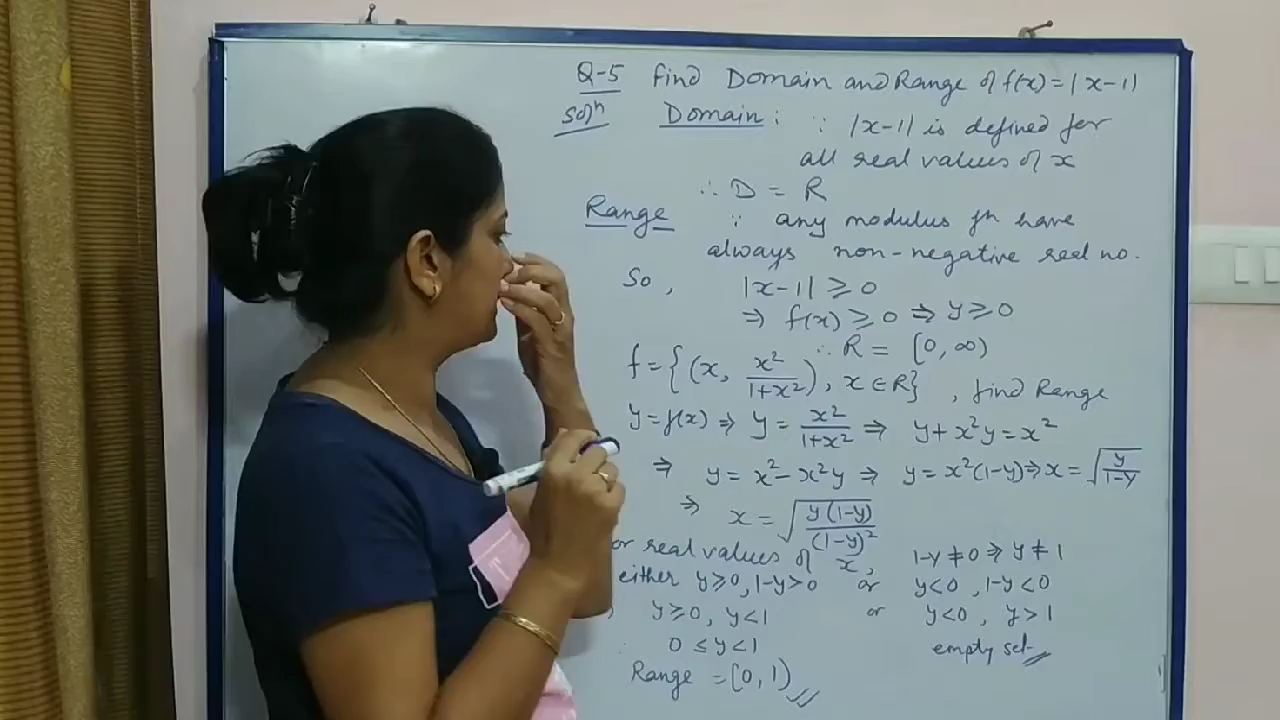 Q-5 find Domain and Range of f(x) = |x-1|
Solⁿ Domain: ∵ |x-1| is defined for
all real values of x
∴ D = R
Range ∵ any modulus fⁿ have
always non-negative real no.
So, |x-1| ≥ 0
⇒ f(x) ≥ 0 ⇒ y ≥ 0
∴ R = [0, ∞)
f = {(x, x²/1+x²), x ∈ R}, find Range
y = f(x) ⇒ y = x²/1+x² ⇒ y + x²y = x²
⇒ y = x² - x²y ⇒ y = x²(1-y) ⇒ x = √(y/1-y)
⇒ x = √(y(1-y)/(1-y)²)
or real values of x, 1-y ≠ 0 ⇒ y ≠ 1
either y ≥ 0, 1-y > 0 or y < 0, 1-y < 0
y ≥ 0, y < 1 or y < 0, y > 1
0 ≤ y < 1 empty set
Range = [0, 1)